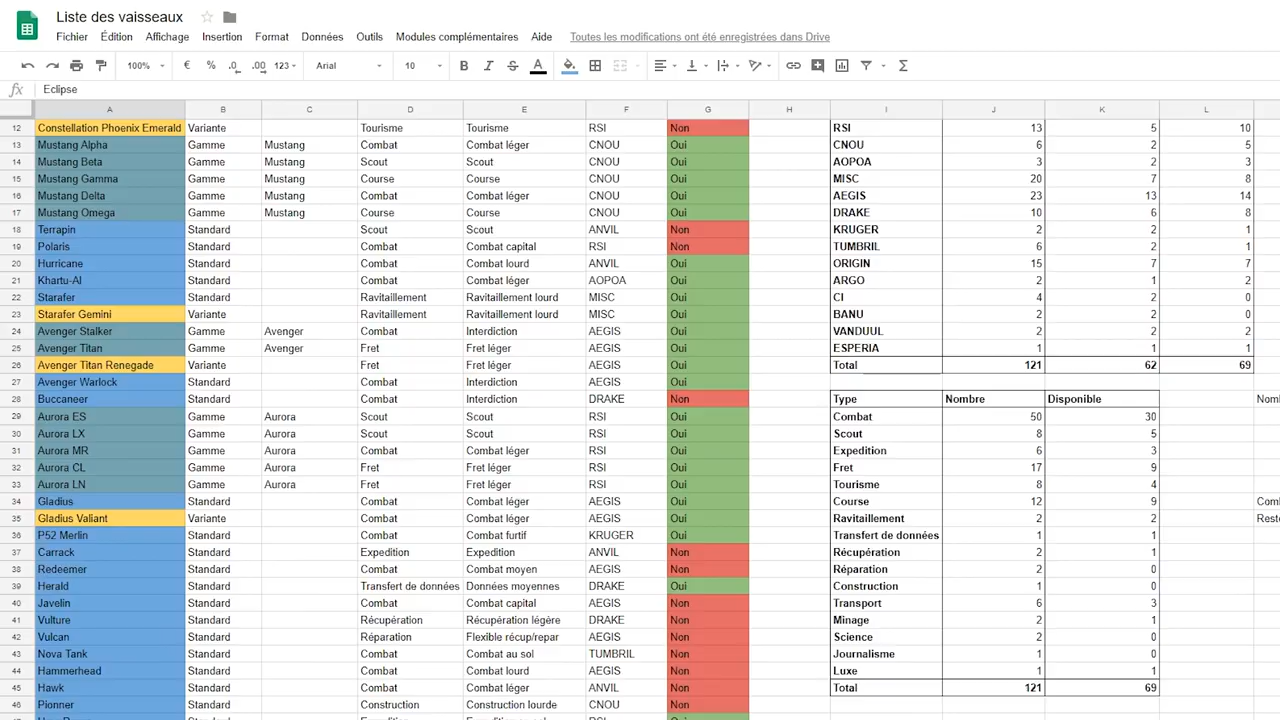 Liste des vaisseaux
Fichier Édition Affichage Insertion Format Données Outils Modules complémentaires Aide Toutes les modifications ont été enregistrées dans Drive
100% € % .0 .00 123 Arial 10 B I S A Σ
fx Eclipse
A B C D E F G H I J K L
12 Constellation Phoenix Emerald Variante Tourisme Tourisme RSI Non RSI 13 5 10
13 Mustang Alpha Gamme Mustang Combat Combat léger CNOU Oui CNOU 6 2 5
14 Mustang Beta Gamme Mustang Scout Scout CNOU Oui AOPOA 3 2 3
15 Mustang Gamma Gamme Mustang Course Course CNOU Oui MISC 20 7 8
16 Mustang Delta Gamme Mustang Combat Combat léger CNOU Oui AEGIS 23 13 14
17 Mustang Omega Gamme Mustang Course Course CNOU Oui DRAKE 10 6 8
18 Terrapin Standard Scout Scout ANVIL Non KRUGER 2 2 1
19 Polaris Standard Combat Combat capital RSI Non TUMBRIL 6 2 1
20 Hurricane Standard Combat Combat lourd ANVIL Oui ORIGIN 15 7 7
21 Khartu-Al Standard Combat Combat léger AOPOA Oui ARGO 2 1 2
22 Starafer Standard Ravitaillement Ravitaillement lourd MISC Oui CI 4 2 0
23 Starafer Gemini Variante Ravitaillement Ravitaillement lourd MISC Oui BANU 2 2 0
24 Avenger Stalker Gamme Avenger Combat Interdiction AEGIS Oui VANDUUL 2 2 2
25 Avenger Titan Gamme Avenger Fret Fret léger AEGIS Oui ESPERIA 1 1 1
26 Avenger Titan Renegade Variante Fret Fret léger AEGIS Oui Total 121 62 69
27 Avenger Warlock Standard Combat Interdiction AEGIS Oui
28 Buccaneer Standard Combat Interdiction DRAKE Non Type Nombre Disponible
29 Aurora ES Gamme Aurora Scout Scout RSI Oui Combat 50 30
30 Aurora LX Gamme Aurora Scout Scout RSI Oui Scout 8 5
31 Aurora MR Gamme Aurora Combat Combat léger RSI Oui Expedition 6 3
32 Aurora CL Gamme Aurora Fret Fret léger RSI Oui Fret 17 9
33 Aurora LN Gamme Aurora Fret Fret léger RSI Oui Tourisme 8 4
34 Gladius Standard Combat Combat léger AEGIS Oui Course 12 9
35 Gladius Valiant Variante Combat Combat léger AEGIS Oui Ravitaillement 2 2
36 P52 Merlin Standard Combat Combat furtif KRUGER Oui Transfert de données 1 1
37 Carrack Standard Expedition Expedition ANVIL Non Récupération 2 1
38 Redeemer Standard Combat Combat moyen AEGIS Non Réparation 2 0
39 Herald Standard Transfert de données Données moyennes DRAKE Oui Construction 1 0
40 Javelin Standard Combat Combat capital AEGIS Non Transport 6 3
41 Vulture Standard Récupération Récupération légère DRAKE Non Minage 2 1
42 Vulcan Standard Réparation Flexible récup/repar AEGIS Non Science 2 0
43 Nova Tank Standard Combat Combat au sol TUMBRIL Non Journalisme 1 0
44 Hammerhead Standard Combat Combat lourd AEGIS Non Luxe 1 1
45 Hawk Standard Combat Combat léger ANVIL Non Total 121 69
46 Pionner Standard Construction Construction lourde CNOU Non